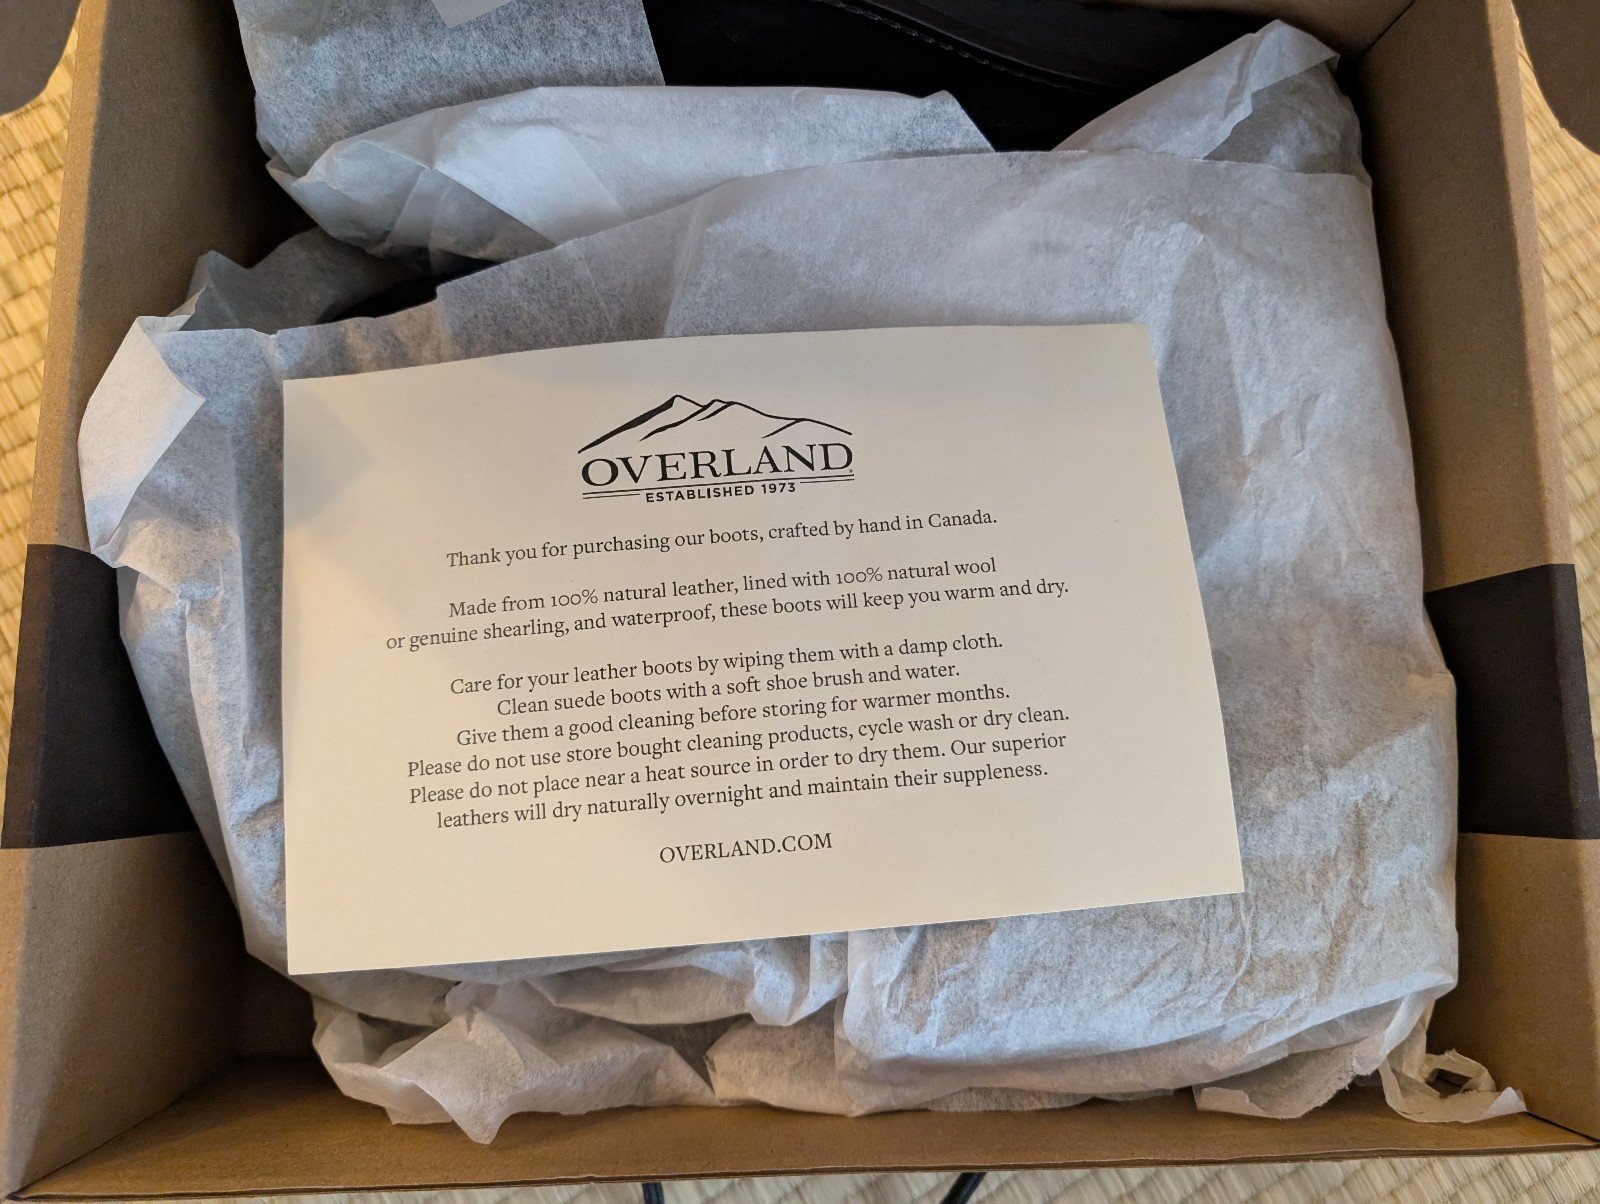 OVERLAND
ESTABLISHED 1973
Thank you for purchasing our boots, crafted by hand in Canada.
Made from 100% natural leather, lined with 100% natural wool
or genuine shearling, and waterproof, these boots will keep you warm and dry.
Care for your leather boots by wiping them with a damp cloth.
Clean suede boots with a soft shoe brush and water.
Give them a good cleaning before storing for warmer months.
Please do not use store bought cleaning products, cycle wash or dry clean.
Please do not place near a heat source in order to dry them. Our superior
leathers will dry naturally overnight and maintain their suppleness.
OVERLAND.COM